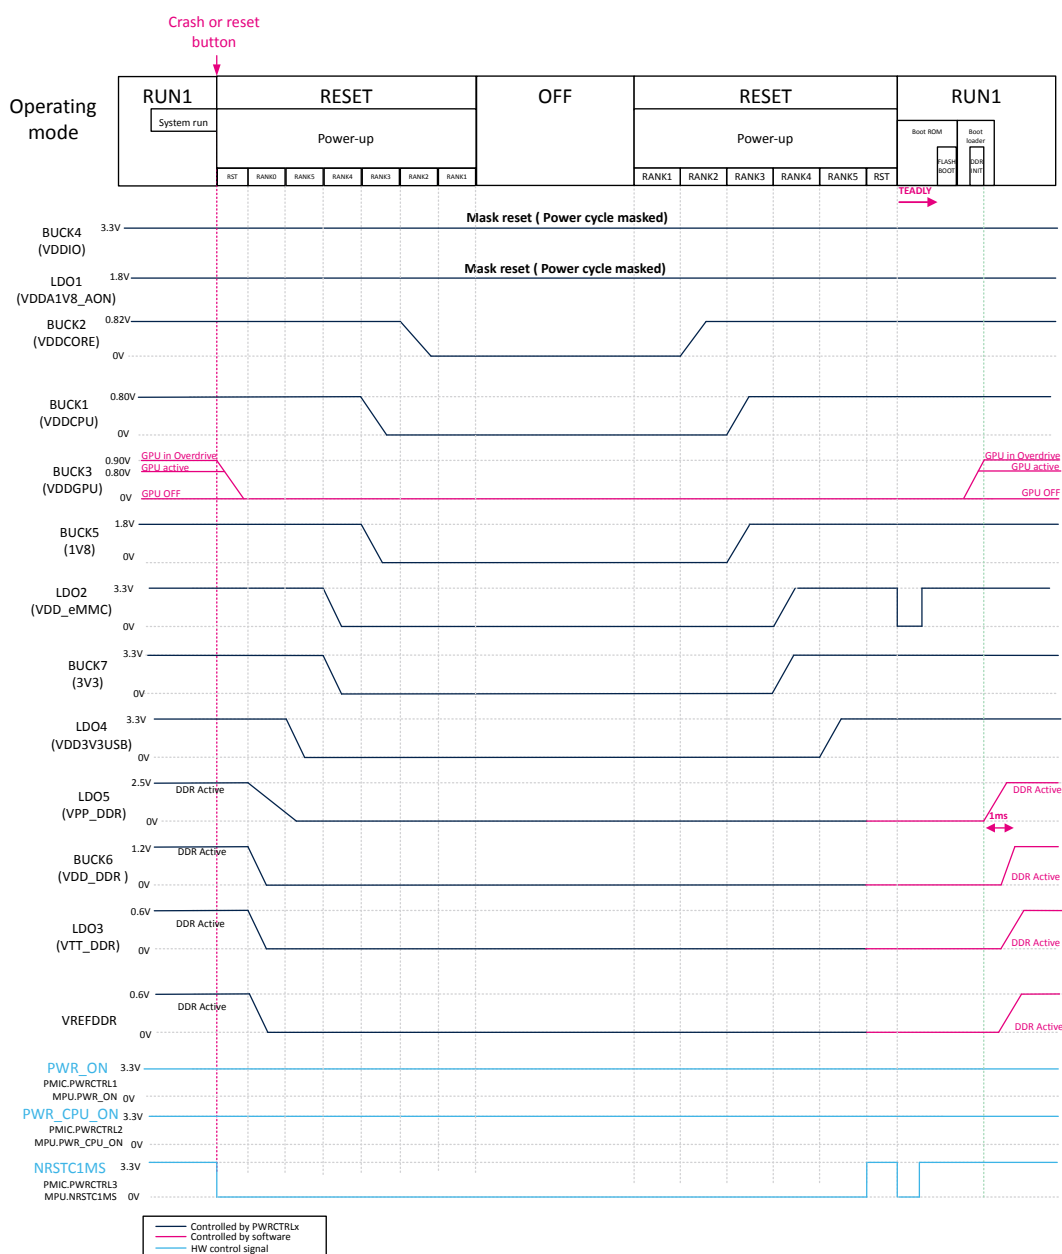 Crash or reset
button
Operating
mode
RUN1
RESET
OFF
RESET
RUN1
System run
Power-up
Power-up
Boot ROM
Boot
loader
FLASH
BOOT
DDR
INIT
RST
RANK0
RANK5
RANK4
RANK3
RANK2
RANK1
RANK1
RANK2
RANK3
RANK4
RANK5
RST
TEADLY
BUCK4
(VDDIO)
3.3V
Mask reset ( Power cycle masked)
LDO1
(VDDA1V8_AON)
1.8V
Mask reset ( Power cycle masked)
BUCK2
(VDDCORE)
0.82V
0V
BUCK1
(VDDCPU)
0.80V
0V
BUCK3
(VDDGPU)
0.90V
0.80V
0V
GPU in Overdrive
GPU active
GPU OFF
GPU in Overdrive
GPU active
GPU OFF
BUCK5
(1V8)
1.8V
0V
LDO2
(VDD_eMMC)
3.3V
0V
BUCK7
(3V3)
3.3V
0V
LDO4
(VDD3V3USB)
3.3V
0V
LDO5
(VPP_DDR)
2.5V
0V
DDR Active
DDR Active
1ms
BUCK6
(VDD_DDR )
1.2V
0V
DDR Active
DDR Active
LDO3
(VTT_DDR)
0.6V
0V
DDR Active
DDR Active
VREFDDR
0.6V
0V
DDR Active
DDR Active
PWR_ON
PMIC.PWRCTRL1
MPU.PWR_ON
3.3V
0V
PWR_CPU_ON
PMIC.PWRCTRL2
MPU.PWR_CPU_ON
3.3V
0V
NRSTC1MS
PMIC.PWRCTRL3
MPU.NRSTC1MS
3.3V
0V
Controlled by PWRCTRLx
Controlled by software
HW control signal